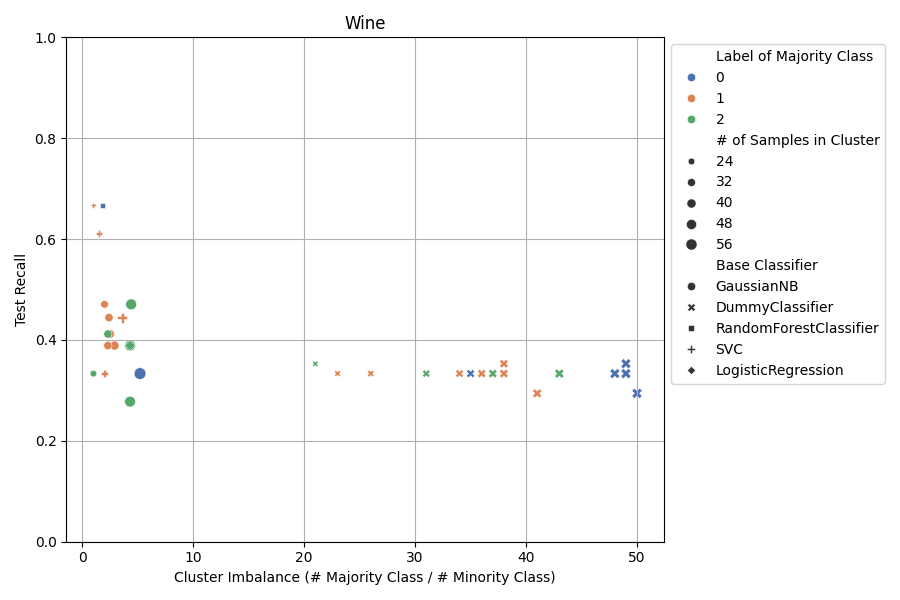 Wine
1.0
0.8
0.6
0.4
0.2
0.0
Test Recall
0 10 20 30 40 50
Cluster Imbalance (# Majority Class / # Minority Class)
Label of Majority Class
0
1
2
# of Samples in Cluster
24
32
40
48
56
Base Classifier
GaussianNB
DummyClassifier
RandomForestClassifier
SVC
LogisticRegression